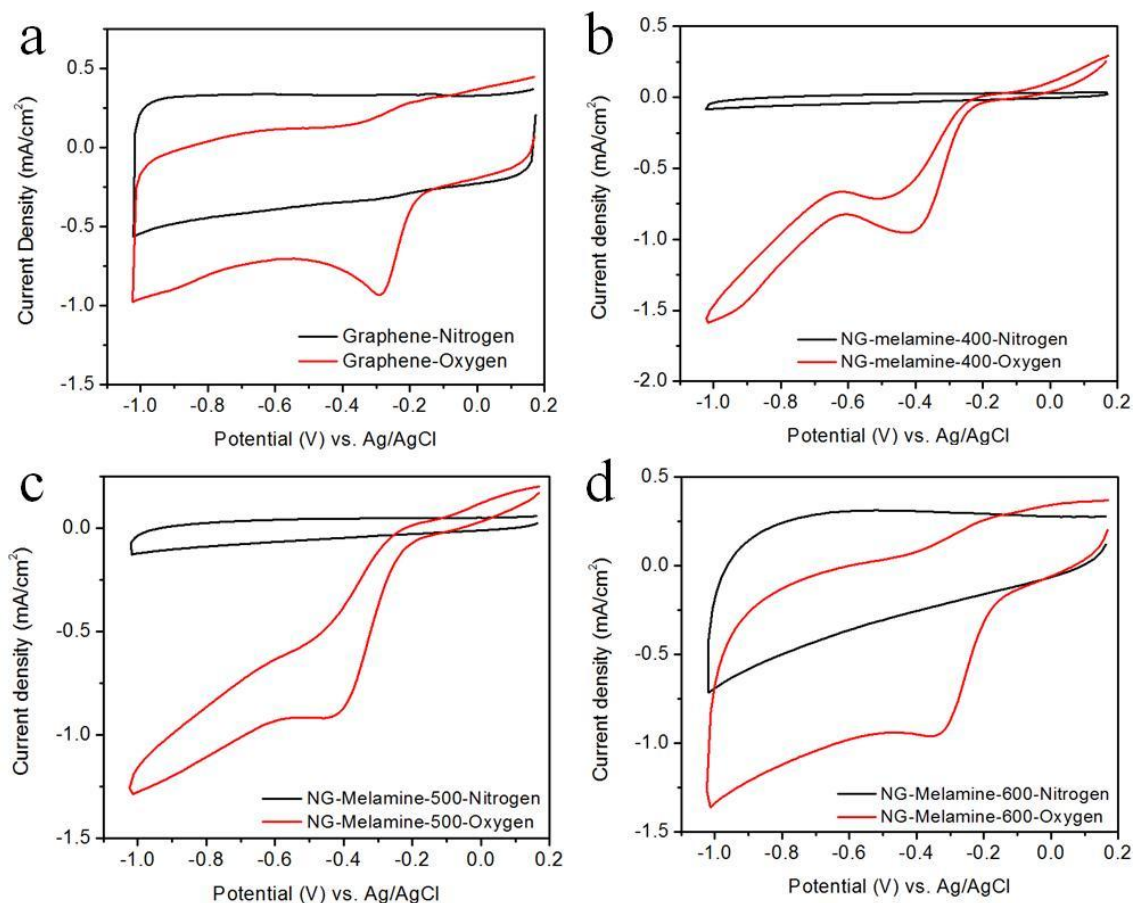 a
0.5
0.0
-0.5
-1.0
-1.5
Current Density (mA/cm²)
Graphene-Nitrogen
Graphene-Oxygen
-1.0 -0.8 -0.6 -0.4 -0.2 0.0 0.2
Potential (V) vs. Ag/AgCl
b
0.5
0.0
-0.5
-1.0
-1.5
-2.0
Current density (mA/cm²)
NG-melamine-400-Nitrogen
NG-melamine-400-Oxygen
-1.0 -0.8 -0.6 -0.4 -0.2 0.0 0.2
Potential (V) vs. Ag/AgCl
c
0.0
-0.5
-1.0
-1.5
Current density (mA/cm²)
NG-Melamine-500-Nitrogen
NG-Melamine-500-Oxygen
-1.0 -0.8 -0.6 -0.4 -0.2 0.0 0.2
Potential (V) vs. Ag/AgCl
d
0.5
0.0
-0.5
-1.0
-1.5
Current density (mA/cm²)
NG-Melamine-600-Nitrogen
NG-Melamine-600-Oxygen
-1.0 -0.8 -0.6 -0.4 -0.2 0.0 0.2
Potential (V) vs. Ag/AgCl